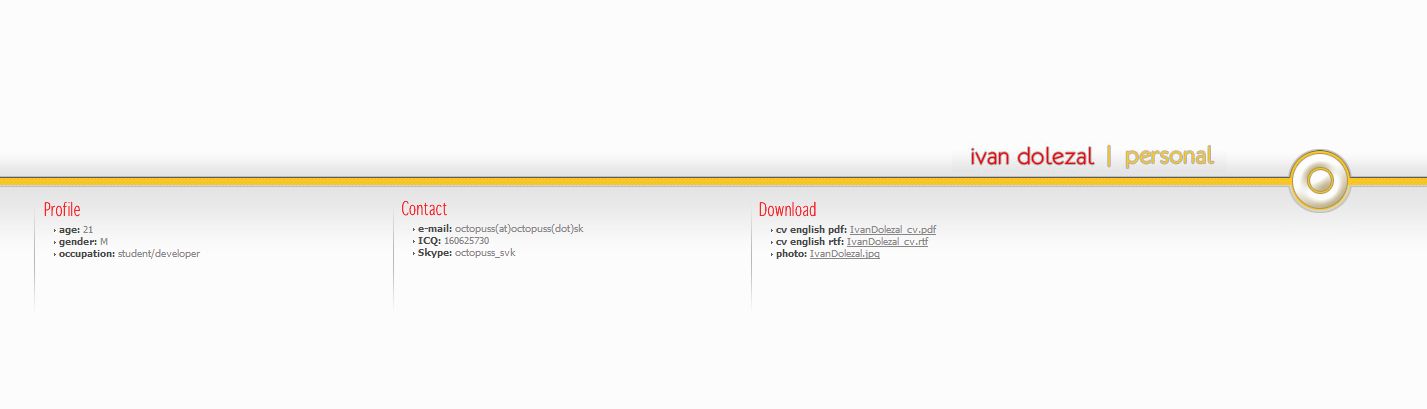 ivan dolezal | personal
Profile
age: 21
gender: M
occupation: student/developer
Contact
e-mail: octopuss(at)octopuss(dot)sk
ICQ: 160625730
Skype: octopuss_svk
Download
cv english pdf: IvanDolezal_cv.pdf
cv english rtf: IvanDolezal_cv.rtf
photo: IvanDolezal.jpg